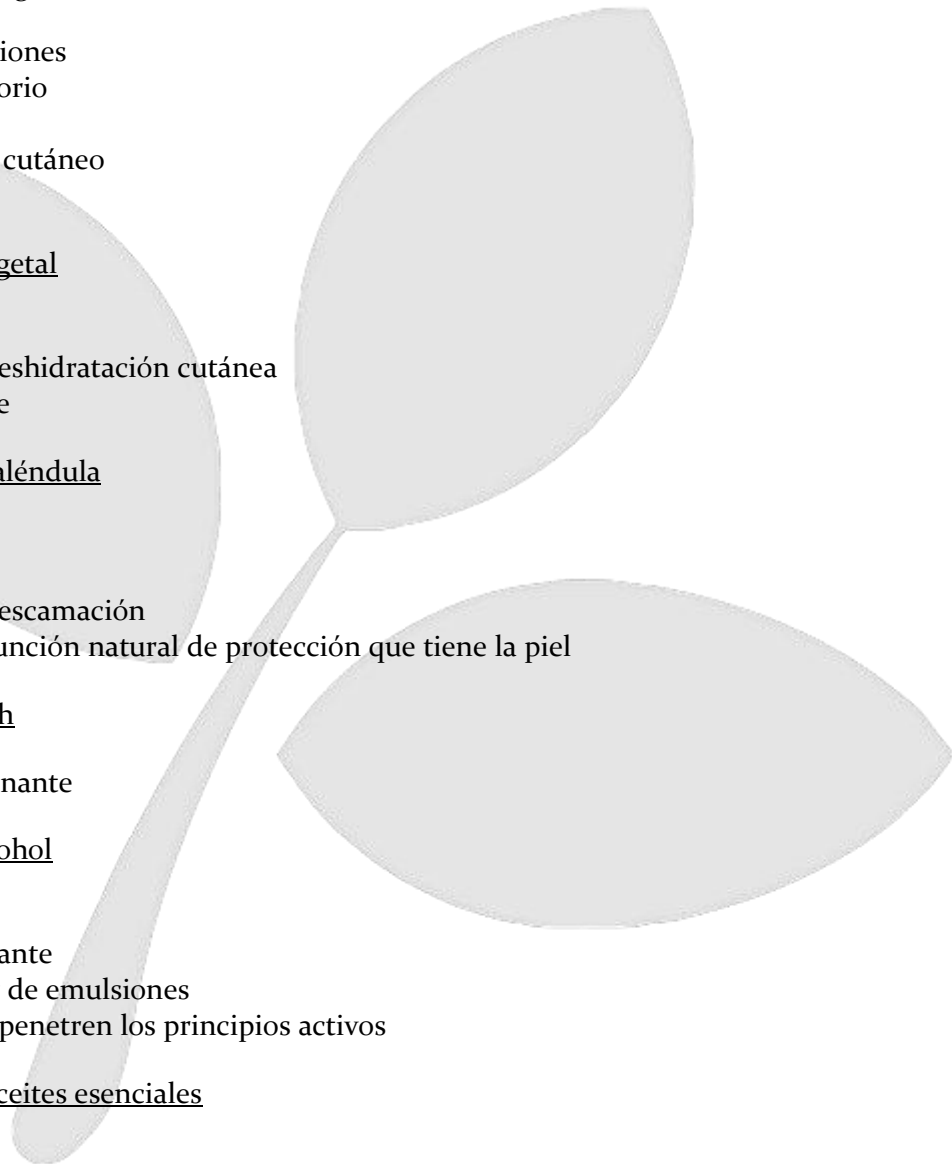 iones
orio
cutáneo
getal
eshidratación cutánea
e
aléndula
escamación
unción natural de protección que tiene la piel
h
nante
ohol
ante
de emulsiones
penetren los principios activos
ceites esenciales